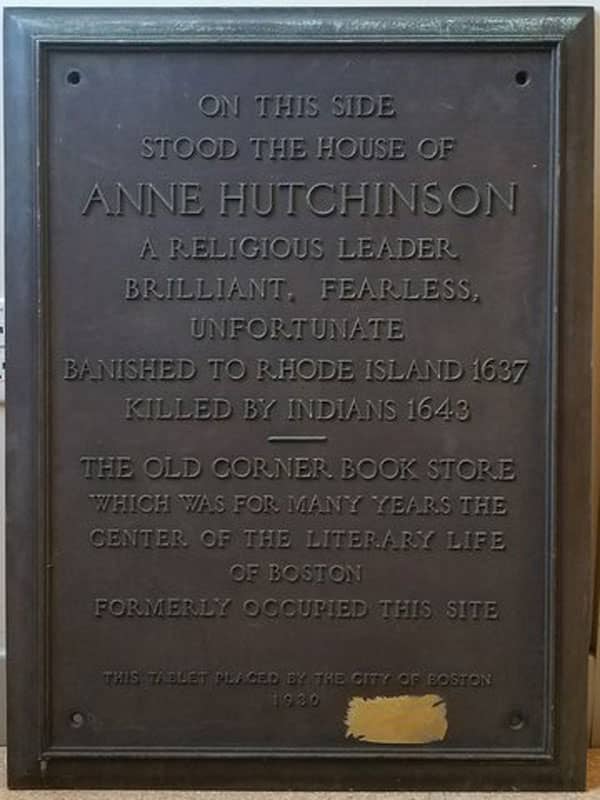 ON THIS SIDE
STOOD THE HOUSE OF
ANNE HUTCHINSON
A RELIGIOUS LEADER
BRILLIANT, FEARLESS,
UNFORTUNATE
BANISHED TO RHODE ISLAND 1637
KILLED BY INDIANS 1643
THE OLD CORNER BOOK STORE
WHICH WAS FOR MANY YEARS THE
CENTER OF THE LITERARY LIFE
OF BOSTON
FORMERLY OCCUPIED THIS SITE
THIS TABLET PLACED BY THE CITY OF BOSTON
1930